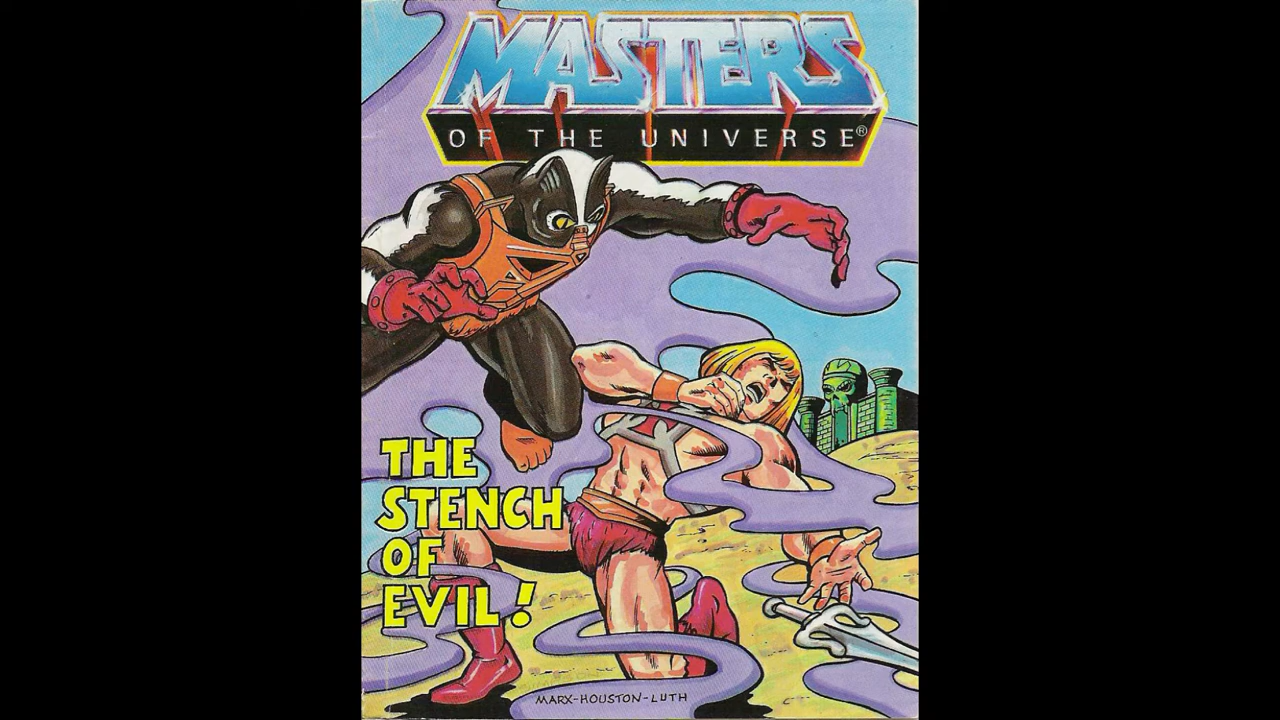 MASTERS
OF THE UNIVERSE®
THE
STENCH
OF
EVIL!
MARX-HOUSTON-LUTH